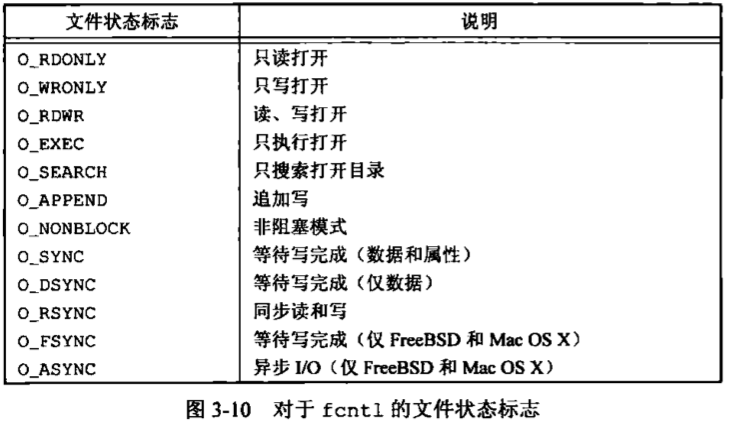 文件状态标志 说明
O_RDONLY 只读打开
O_WRONLY 只写打开
O_RDWR 读、写打开
O_EXEC 只执行打开
O_SEARCH 只搜索打开目录
O_APPEND 追加写
O_NONBLOCK 非阻塞模式
O_SYNC 等待写完成（数据和属性）
O_DSYNC 等待写完成（仅数据）
O_RSYNC 同步读和写
O_FSYNC 等待写完成（仅 FreeBSD 和 Mac OS X）
O_ASYNC 异步 I/O（仅 FreeBSD 和 Mac OS X）
图 3-10 对于 fcntl 的文件状态标志